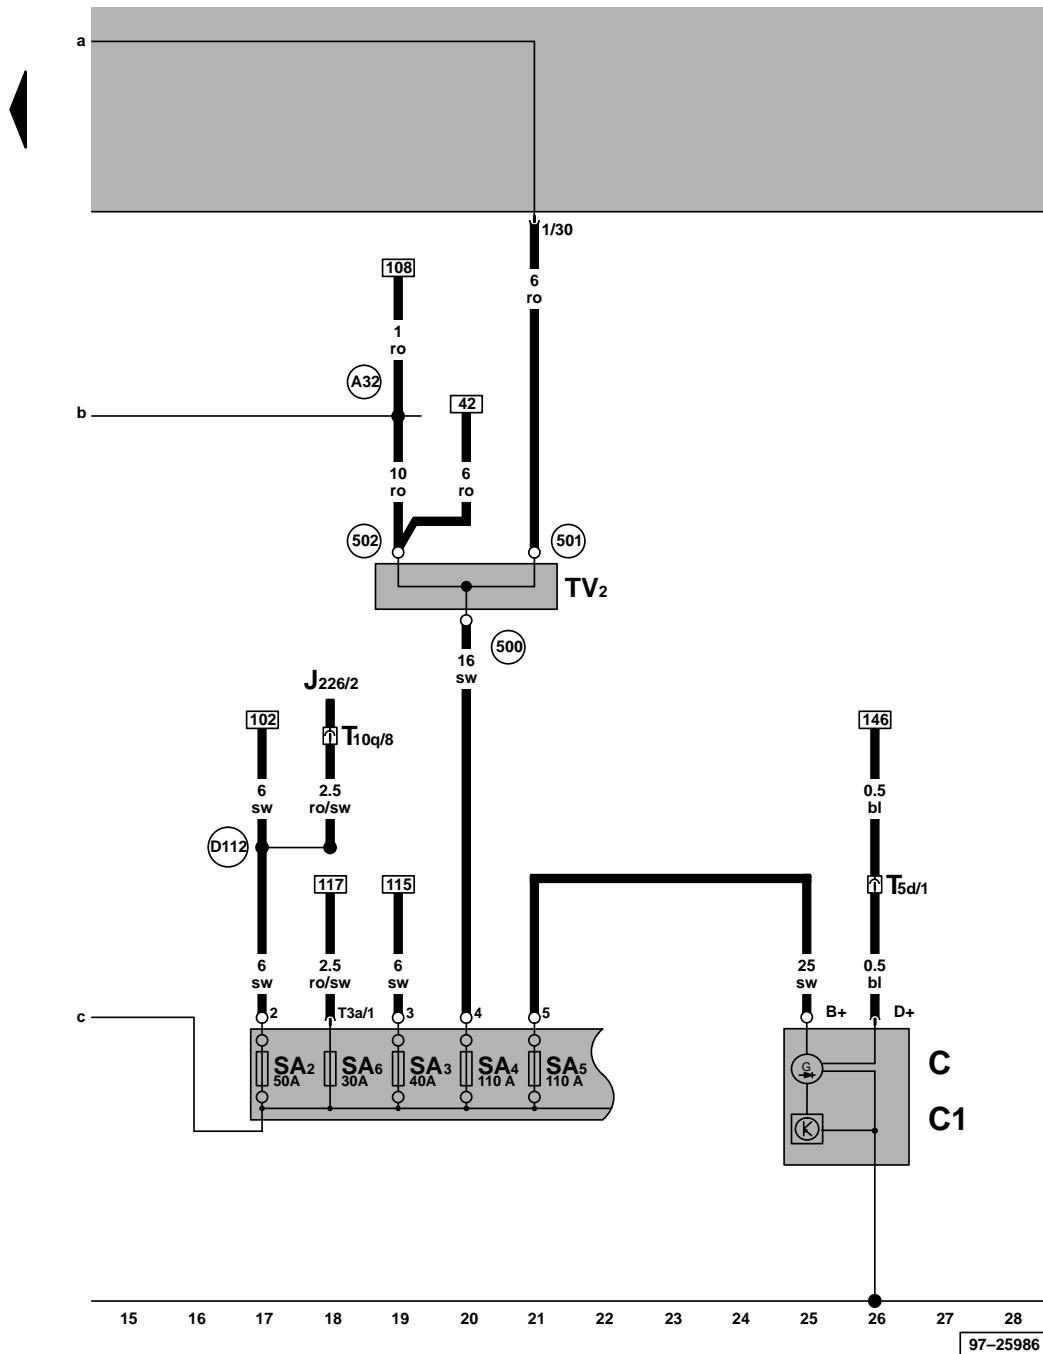 a
1/30
108
6
ro
1
ro
A32
b
42
10
ro
6
ro
502
501
TV2
500
16
sw
J226/2
102
146
T10q/8
6
sw
2.5
ro/sw
0.5
bl
D112
117
115
T5d/1
6
sw
2.5
ro/sw
6
sw
25
sw
0.5
bl
c
2
T3a/1
3
4
5
B+
D+
SA2
50A
SA6
30A
SA3
40A
SA4
110 A
SA5
110 A
G
C
C1
15 16 17 18 19 20 21 22 23 24 25 26 27 28
97–25986